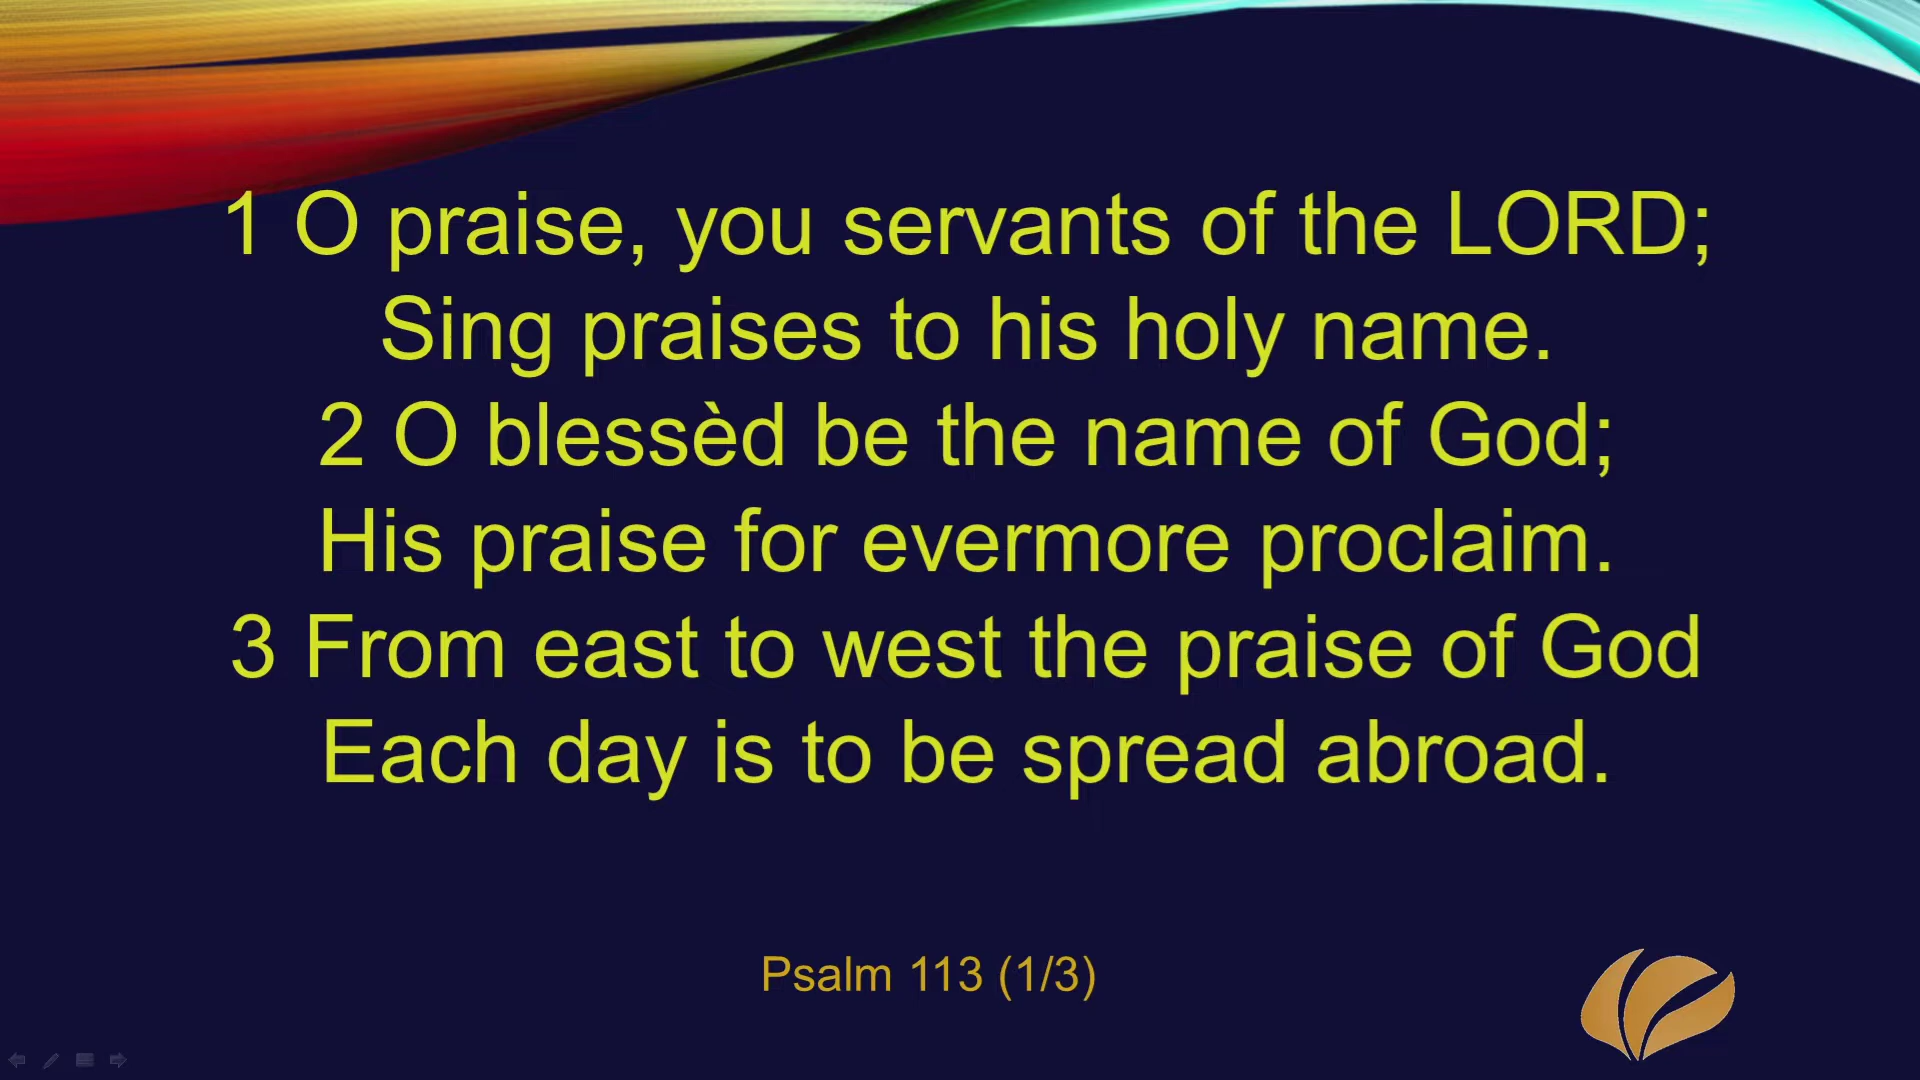 1 O praise, you servants of the LORD;
Sing praises to his holy name.
2 O blessèd be the name of God;
His praise for evermore proclaim.
3 From east to west the praise of God
Each day is to be spread abroad.
Psalm 113 (1/3)